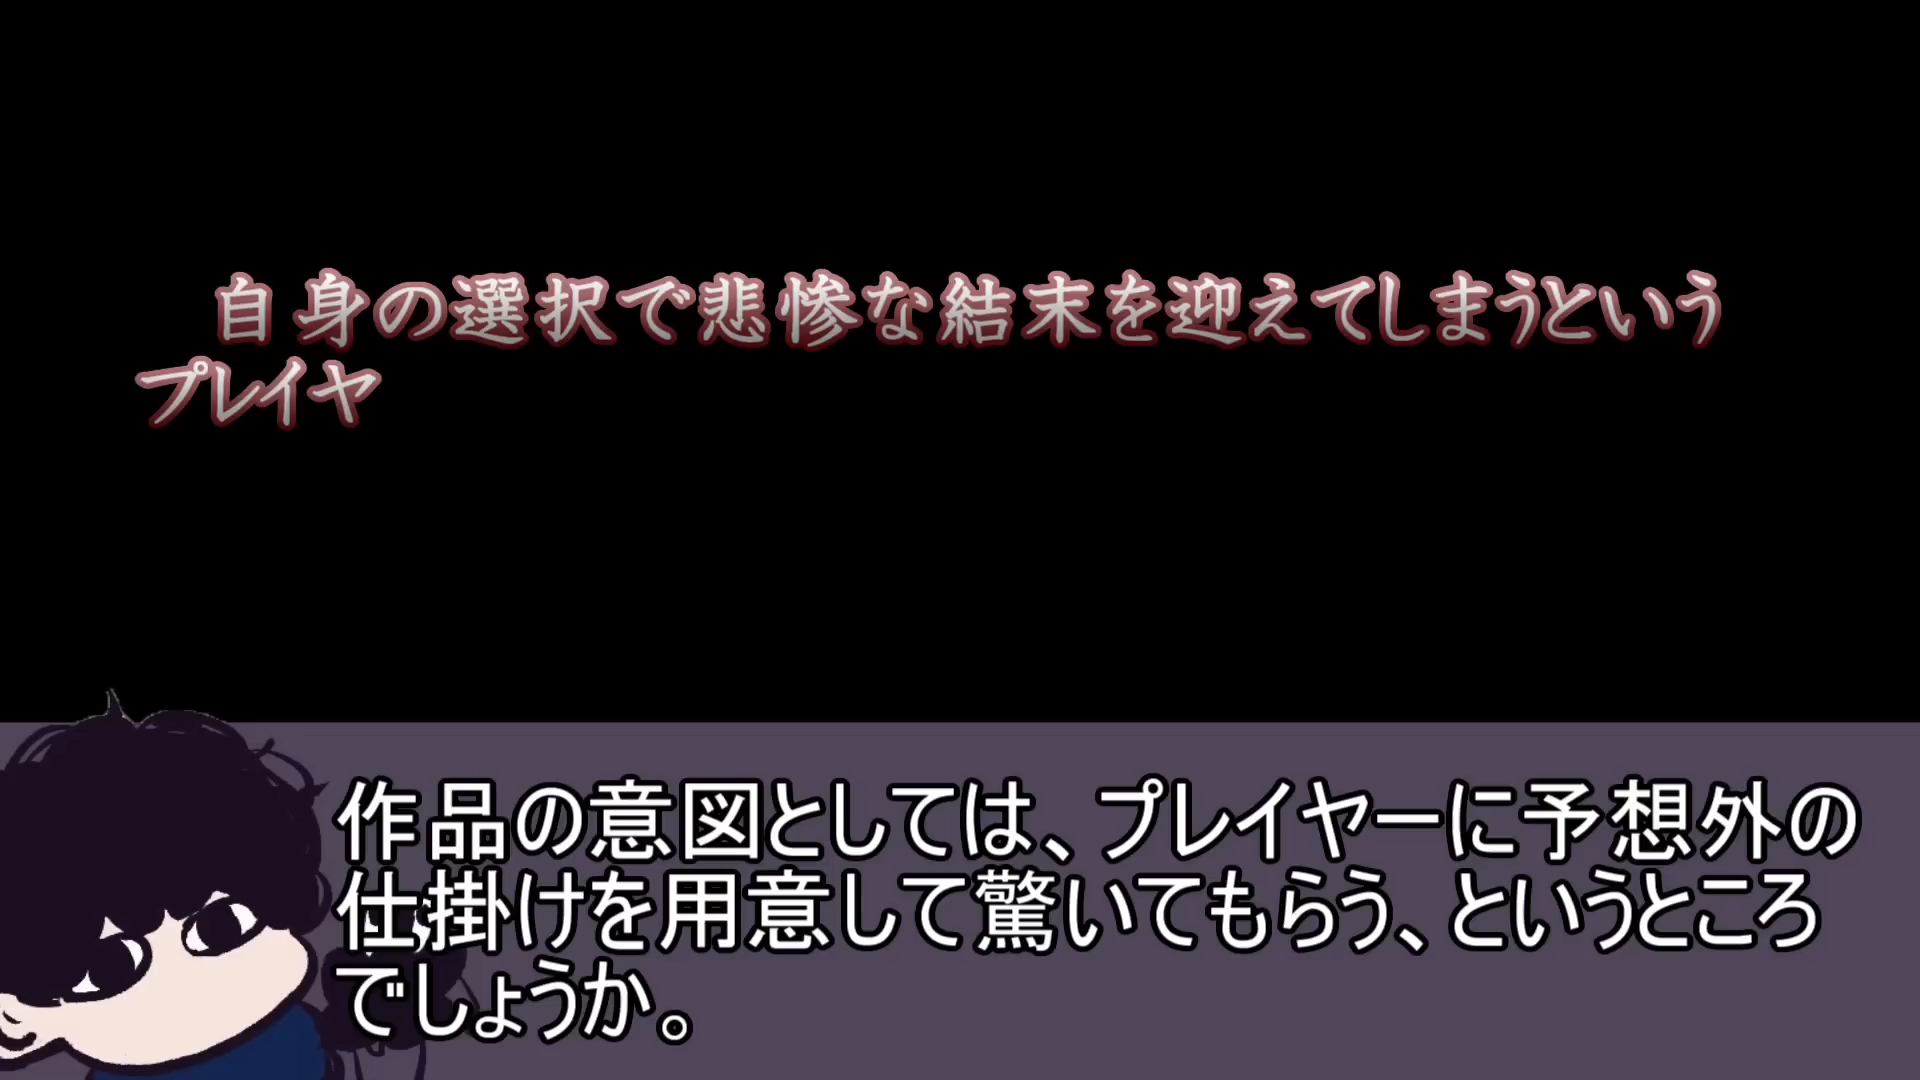 自身の選択で悲惨な結末を迎えてしまうという
プレイヤ
作品の意図としては、プレイヤーに予想外の
仕掛けを用意して驚いてもらう、というところ
でしょうか。